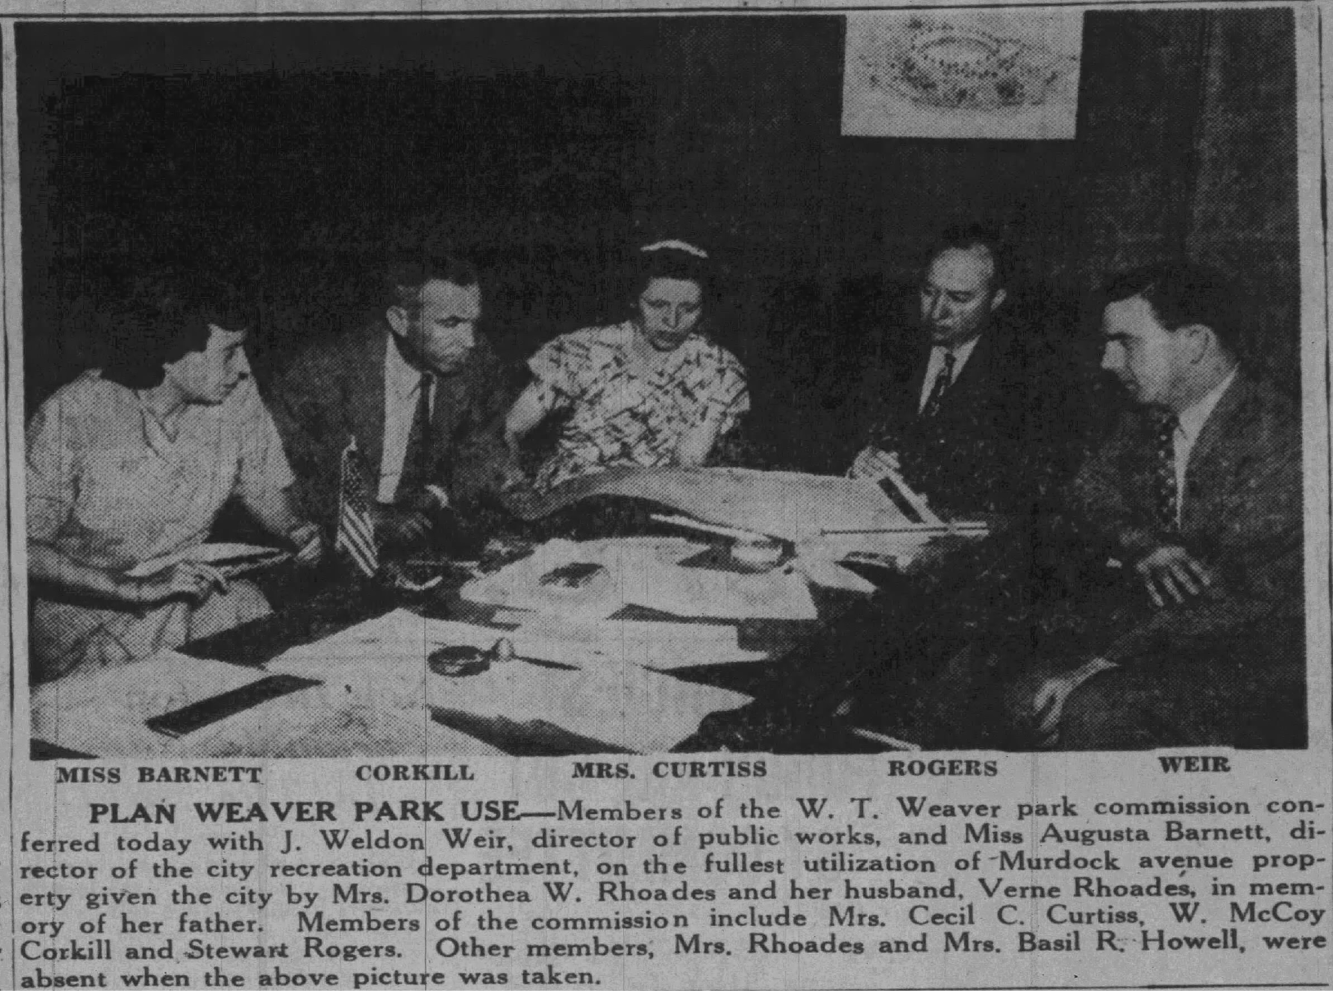 MISS BARNETT CORKILL MRS. CURTISS ROGERS WEIR
PLAN WEAVER PARK USE—Members of the W. T. Weaver park commission con-
ferred today with J. Weldon Weir, director of public works, and Miss Augusta Barnett, di-
rector of the city recreation department, on the fullest utilization of Murdock avenue prop-
erty given the city by Mrs. Dorothea W. Rhoades and her husband, Verne Rhoades, in mem-
ory of her father. Members of the commission include Mrs. Cecil C. Curtiss, W. McCoy
Corkill and Stewart Rogers. Other members, Mrs. Rhoades and Mrs. Basil R. Howell, were
absent when the above picture was taken.